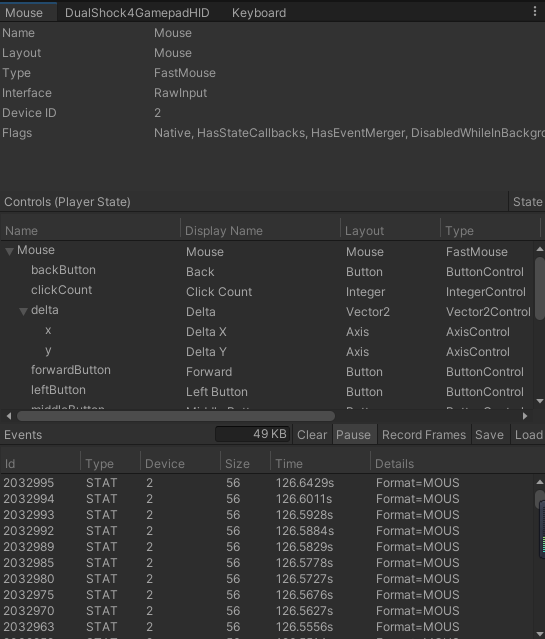 Mouse DualShock4GamepadHID Keyboard
Name Mouse
Layout Mouse
Type FastMouse
Interface RawInput
Device ID 2
Flags Native, HasStateCallbacks, HasEventMerger, DisabledWhileInBackgro
Controls (Player State) State
Name Display Name Layout Type
Mouse Mouse Mouse FastMouse
backButton Back Button ButtonControl
clickCount Click Count Integer IntegerControl
delta Delta Vector2 Vector2Control
x Delta X Axis AxisControl
y Delta Y Axis AxisControl
forwardButton Forward Button ButtonControl
leftButton Left Button Button ButtonControl
Events 49 KB Clear Pause Record Frames Save Load
Id Type Device Size Time Details
2032995 STAT 2 56 126.6429s Format=MOUS
2032994 STAT 2 56 126.6011s Format=MOUS
2032993 STAT 2 56 126.5928s Format=MOUS
2032992 STAT 2 56 126.5884s Format=MOUS
2032989 STAT 2 56 126.5829s Format=MOUS
2032985 STAT 2 56 126.5778s Format=MOUS
2032980 STAT 2 56 126.5727s Format=MOUS
2032975 STAT 2 56 126.5676s Format=MOUS
2032970 STAT 2 56 126.5627s Format=MOUS
2032963 STAT 2 56 126.5556s Format=MOUS